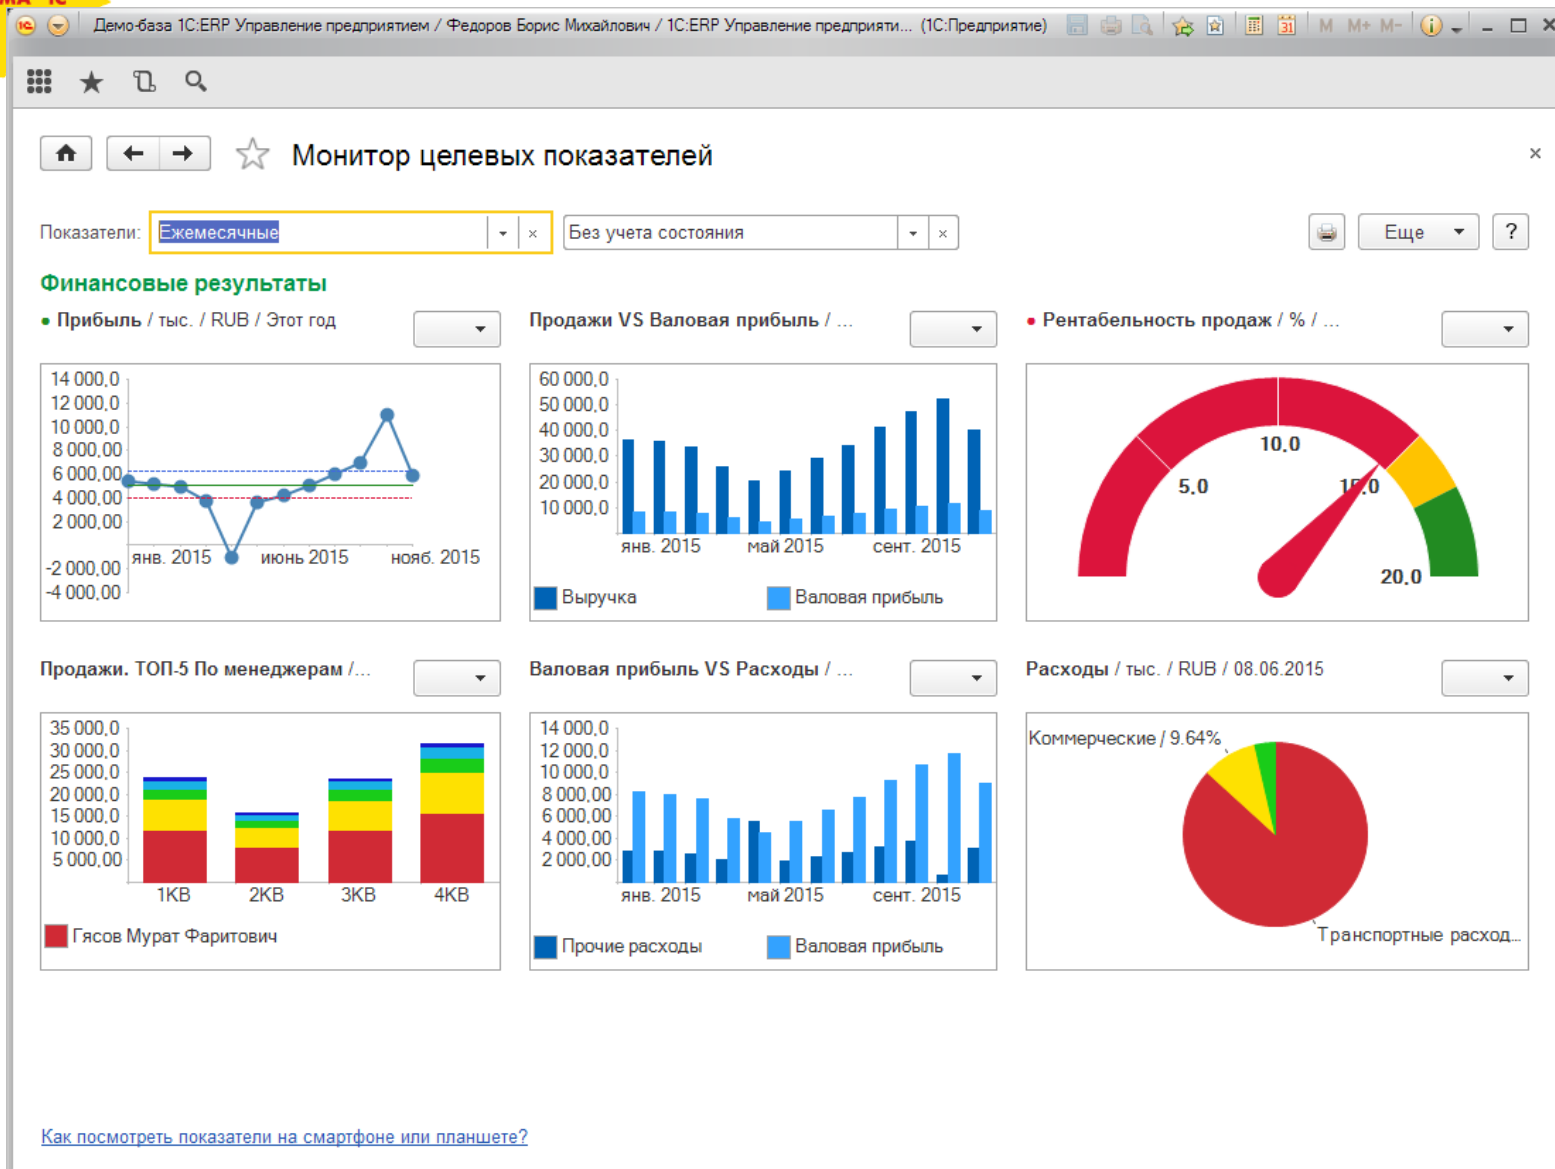 Демо-база 1С:ERP Управление предприятием / Федоров Борис Михайлович / 1С:ERP Управление предприяти... (1С:Предприятие)
31 M M+ M-
Монитор целевых показателей
Показатели: Ежемесячные Без учета состояния Еще ?
Финансовые результаты
Прибыль / тыс. / RUB / Этот год
14 000,0
12 000,0
10 000,0
8 000,00
6 000,00
4 000,00
2 000,00
-2 000,00
-4 000,00
янв. 2015 июнь 2015 нояб. 2015
Продажи VS Валовая прибыль / ...
60 000,0
50 000,0
40 000,0
30 000,0
20 000,0
10 000,0
янв. 2015 май 2015 сент. 2015
Выручка Валовая прибыль
Рентабельность продаж / % / ...
5,0
10,0
15,0
20,0
Продажи. ТОП-5 По менеджерам /...
35 000,0
30 000,0
25 000,0
20 000,0
15 000,0
10 000,0
5 000,00
1КВ 2КВ 3КВ 4КВ
Гясов Мурат Фаритович
Валовая прибыль VS Расходы / ...
14 000,0
12 000,0
10 000,0
8 000,00
6 000,00
4 000,00
2 000,00
янв. 2015 май 2015 сент. 2015
Прочие расходы Валовая прибыль
Расходы / тыс. / RUB / 08.06.2015
Коммерческие / 9.64%
Транспортные расход...
Как посмотреть показатели на смартфоне или планшете?